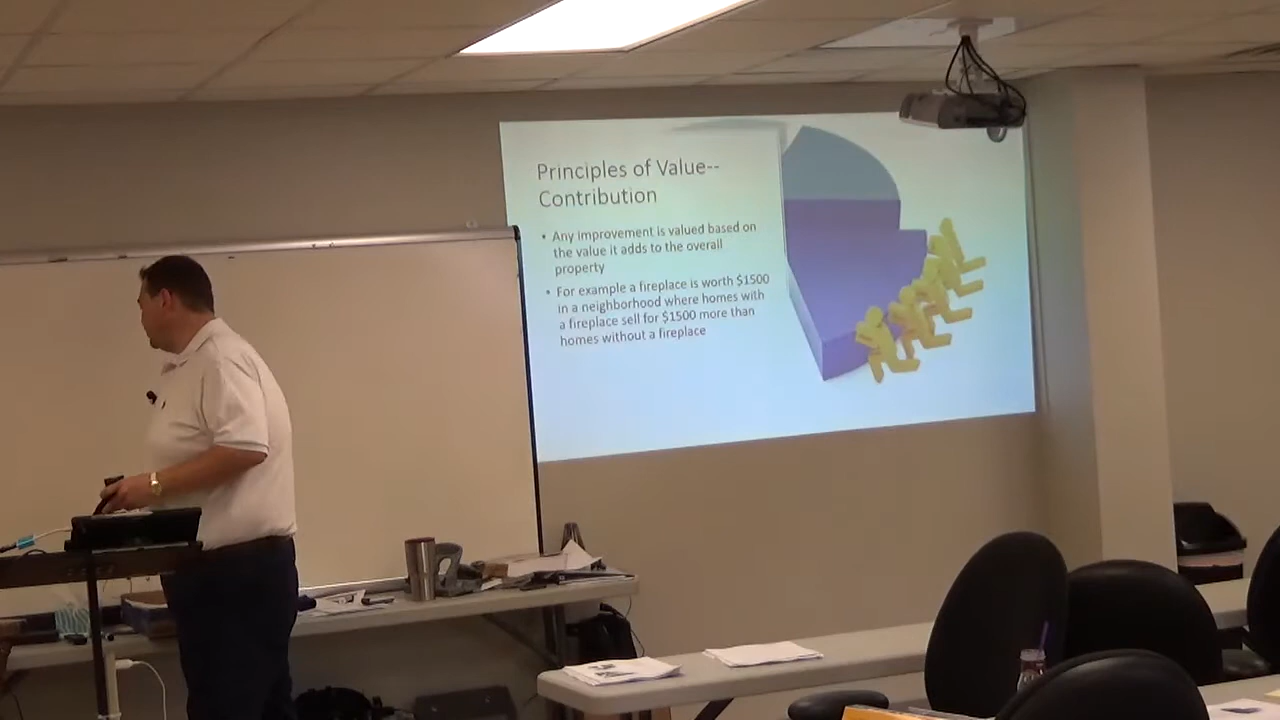 Principles of Value--
Contribution
• Any improvement is valued based on
the value it adds to the overall
property
• For example a fireplace is worth $1500
in a neighborhood where homes with
a fireplace sell for $1500 more than
homes without a fireplace